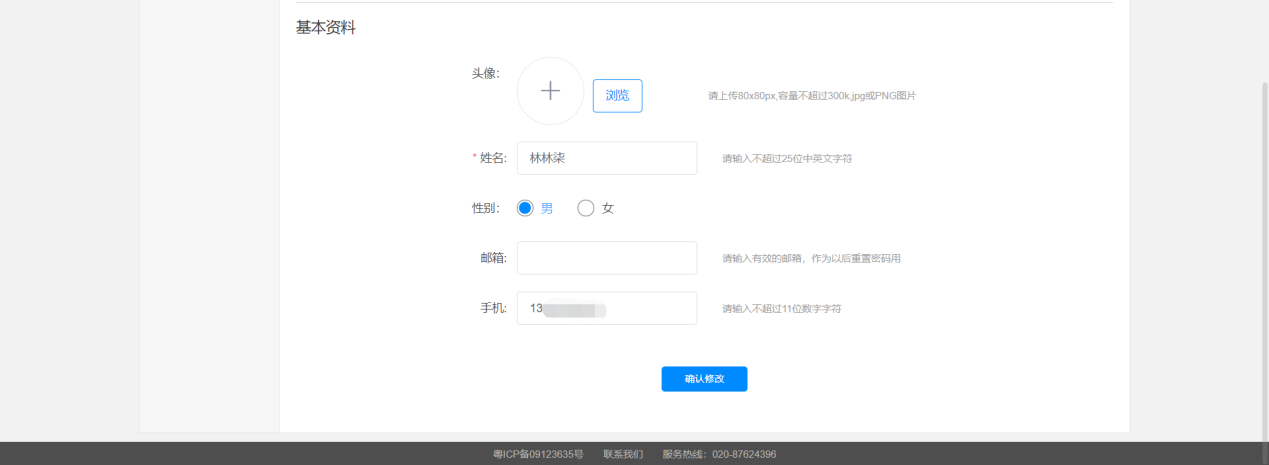 基本资料
头像:
浏览
请上传80x80px,容量不超过300k,jpg或PNG图片
* 姓名: 林林柒 请输入不超过25位中英文字符
性别: 男 女
邮箱: 请输入有效的邮箱，作为以后重置密码用
手机: 13 请输入不超过11位数字字符
确认修改
粤ICP备09123635号 联系我们 服务热线：020-87624396